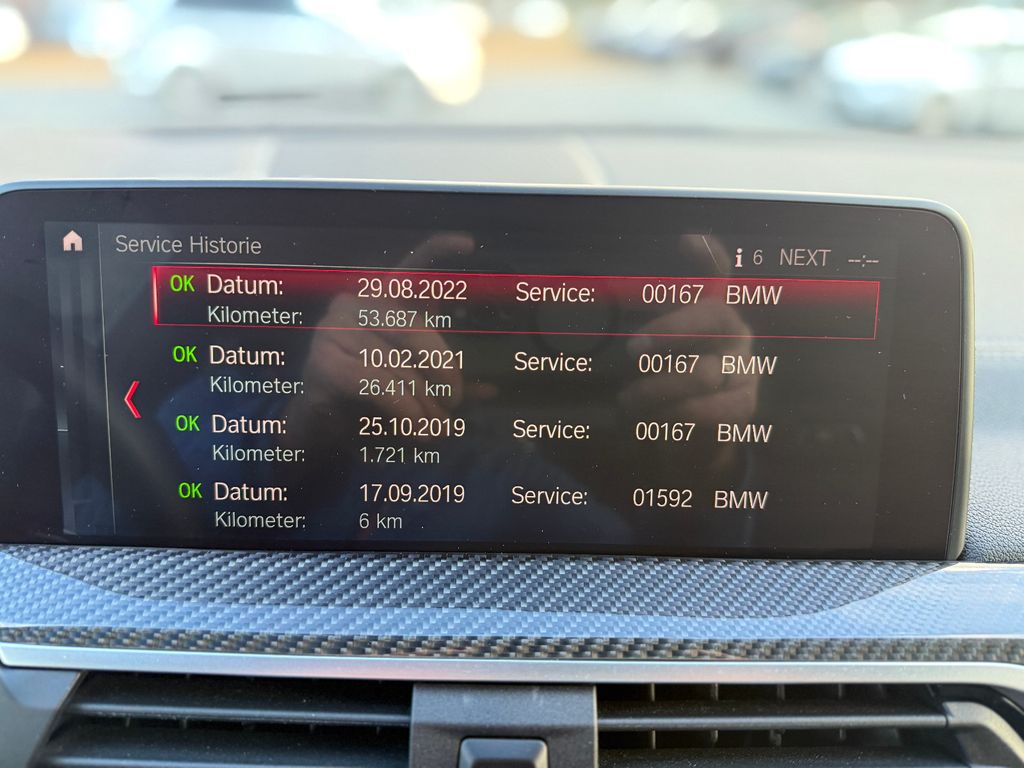 Service Historie
i 6 NEXT --:--
OK Datum: 29.08.2022 Service: 00167 BMW
Kilometer: 53.687 km
OK Datum: 10.02.2021 Service: 00167 BMW
Kilometer: 26.411 km
OK Datum: 25.10.2019 Service: 00167 BMW
Kilometer: 1.721 km
OK Datum: 17.09.2019 Service: 01592 BMW
Kilometer: 6 km